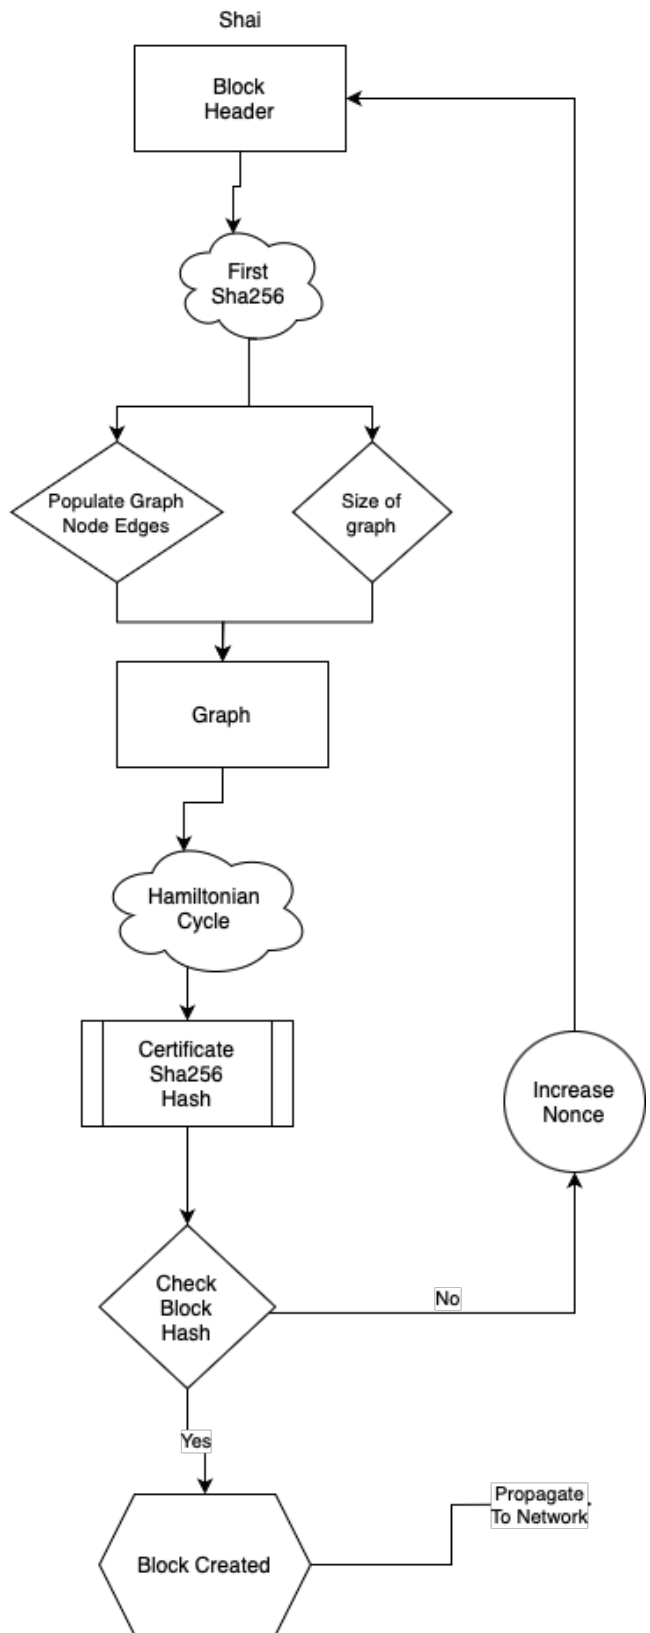 Shai
Block
Header
First
Sha256
Populate Graph
Node Edges
Size of
graph
Graph
Hamiltonian
Cycle
Certificate
Sha256
Hash
Increase
Nonce
Check
Block
Hash
No
Yes
Propagate
To Network
Block Created